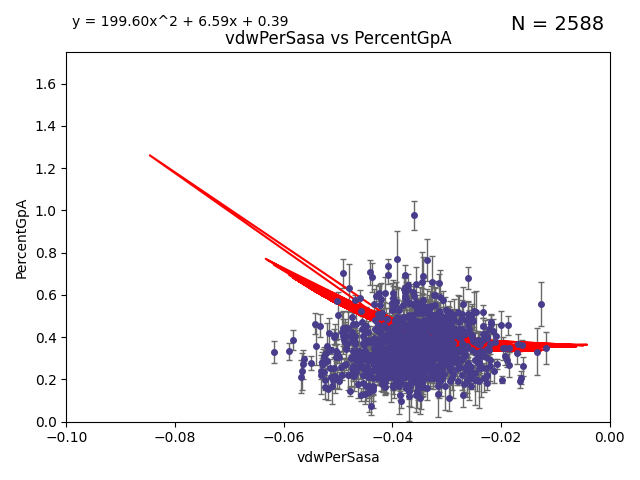 y = 199.60x^2 + 6.59x + 0.39
N = 2588
vdwPerSasa vs PercentGpA
PercentGpA
1.6
1.4
1.2
1.0
0.8
0.6
0.4
0.2
0.0
−0.10 −0.08 −0.06 −0.04 −0.02 0.00
vdwPerSasa